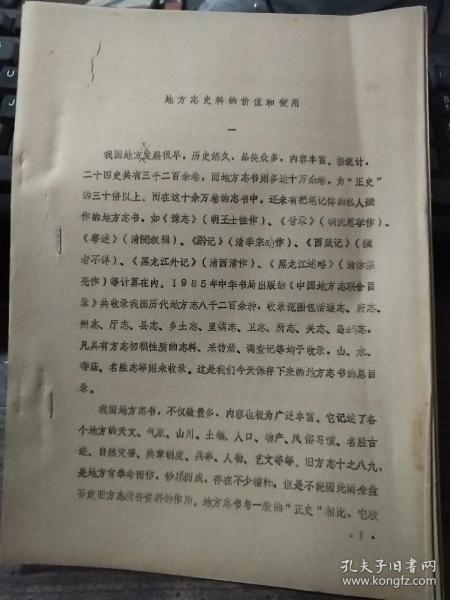 地方志史料的价值和使用
一
我国地方志发展很早，历史悠久，品类众多，内容丰富。据统计，
二十四史共有三千二百余卷，而地方志书则多达十万余卷，为“正史”
的三十倍以上。而在这十余万卷的志书中，还未有把笔记体的私人撰
作的地方志书，如《豫志》（明王士性作）、《晋录》（明沈思孝作）、
《粤述》（清闵叙辑）、《黔记》（清李宗昉作）、《西藏记》（撰
者不详）、《黑龙江外记》（清西清作）、《黑龙江述略》（清徐宗
亮作）等计算在内。1985年中华书局出版的《中国地方志联合目
录》共收录我国历代地方志八千二百余种，收录范围包括通志、府志、
州志、厅志、县志、乡土志、里镇志、卫志、所志、关志、岛屿志，
凡具有方志初稿性质的志料、采访册、调查记等均予收录，山、水、
寺庙、名胜志等则未收录。这是我们今天保存下来的地方志书的总目
录。
我国地方志书，不仅数量多，内容也极为广泛丰富。它记述了各
个地方的天文、气象、山川、土地、人口、物产、风俗习惯、名胜古
迹、自然灾害、典章制度、兵事、人物、艺文等等。旧方志十之八九，
是地方官奉命而作，钞撮而成，存在不少糟粕，但是不能因此而全盘
否定旧方志所存资料的作用。地方志书与一般的“正史”相比，它较
·1·
孔夫子旧书网
www.kongfz.com